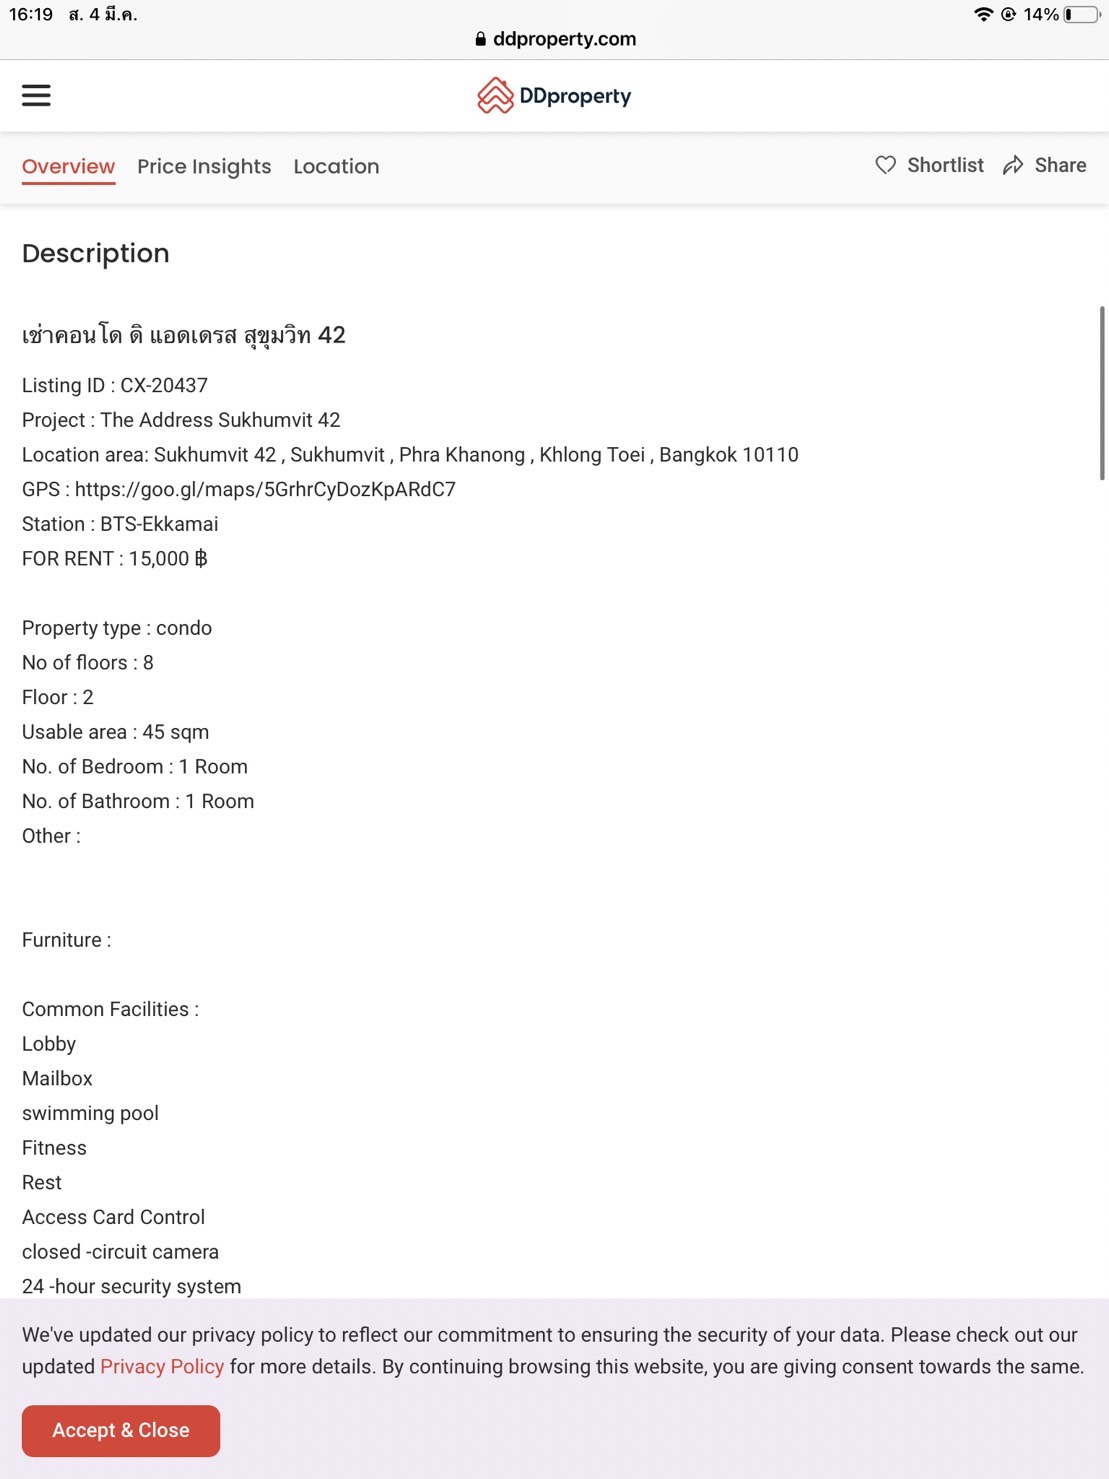 16:19 ส. 4 มี.ค. 14%
ddproperty.com
DDproperty
Overview Price Insights Location Shortlist Share
Description
เช่าคอนโด ดิ แอดเดรส สุขุมวิท 42
Listing ID : CX-20437
Project : The Address Sukhumvit 42
Location area: Sukhumvit 42 , Sukhumvit , Phra Khanong , Khlong Toei , Bangkok 10110
GPS : https://goo.gl/maps/5GrhrCyDozKpARdC7
Station : BTS-Ekkamai
FOR RENT : 15,000 ฿
Property type : condo
No of floors : 8
Floor : 2
Usable area : 45 sqm
No. of Bedroom : 1 Room
No. of Bathroom : 1 Room
Other :
Furniture :
Common Facilities :
Lobby
Mailbox
swimming pool
Fitness
Rest
Access Card Control
closed -circuit camera
24 -hour security system
We've updated our privacy policy to reflect our commitment to ensuring the security of your data. Please check out our
updated Privacy Policy for more details. By continuing browsing this website, you are giving consent towards the same.
Accept & Close